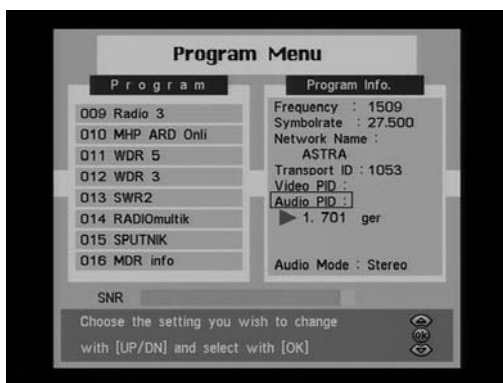 Program Menu
Program
009 Radio 3
010 MHP ARD Onli
011 WDR 5
012 WDR 3
013 SWR2
014 RADIOmultik
015 SPUTNIK
016 MDR info
Program Info.
Frequency : 1509
Symbolrate : 27.500
Network Name :
ASTRA
Transport ID : 1053
Video PID :
Audio PID :
1. 701 ger
Audio Mode : Stereo
SNR
Choose the setting you wish to change
with [UP/DN] and select with [OK]
ok